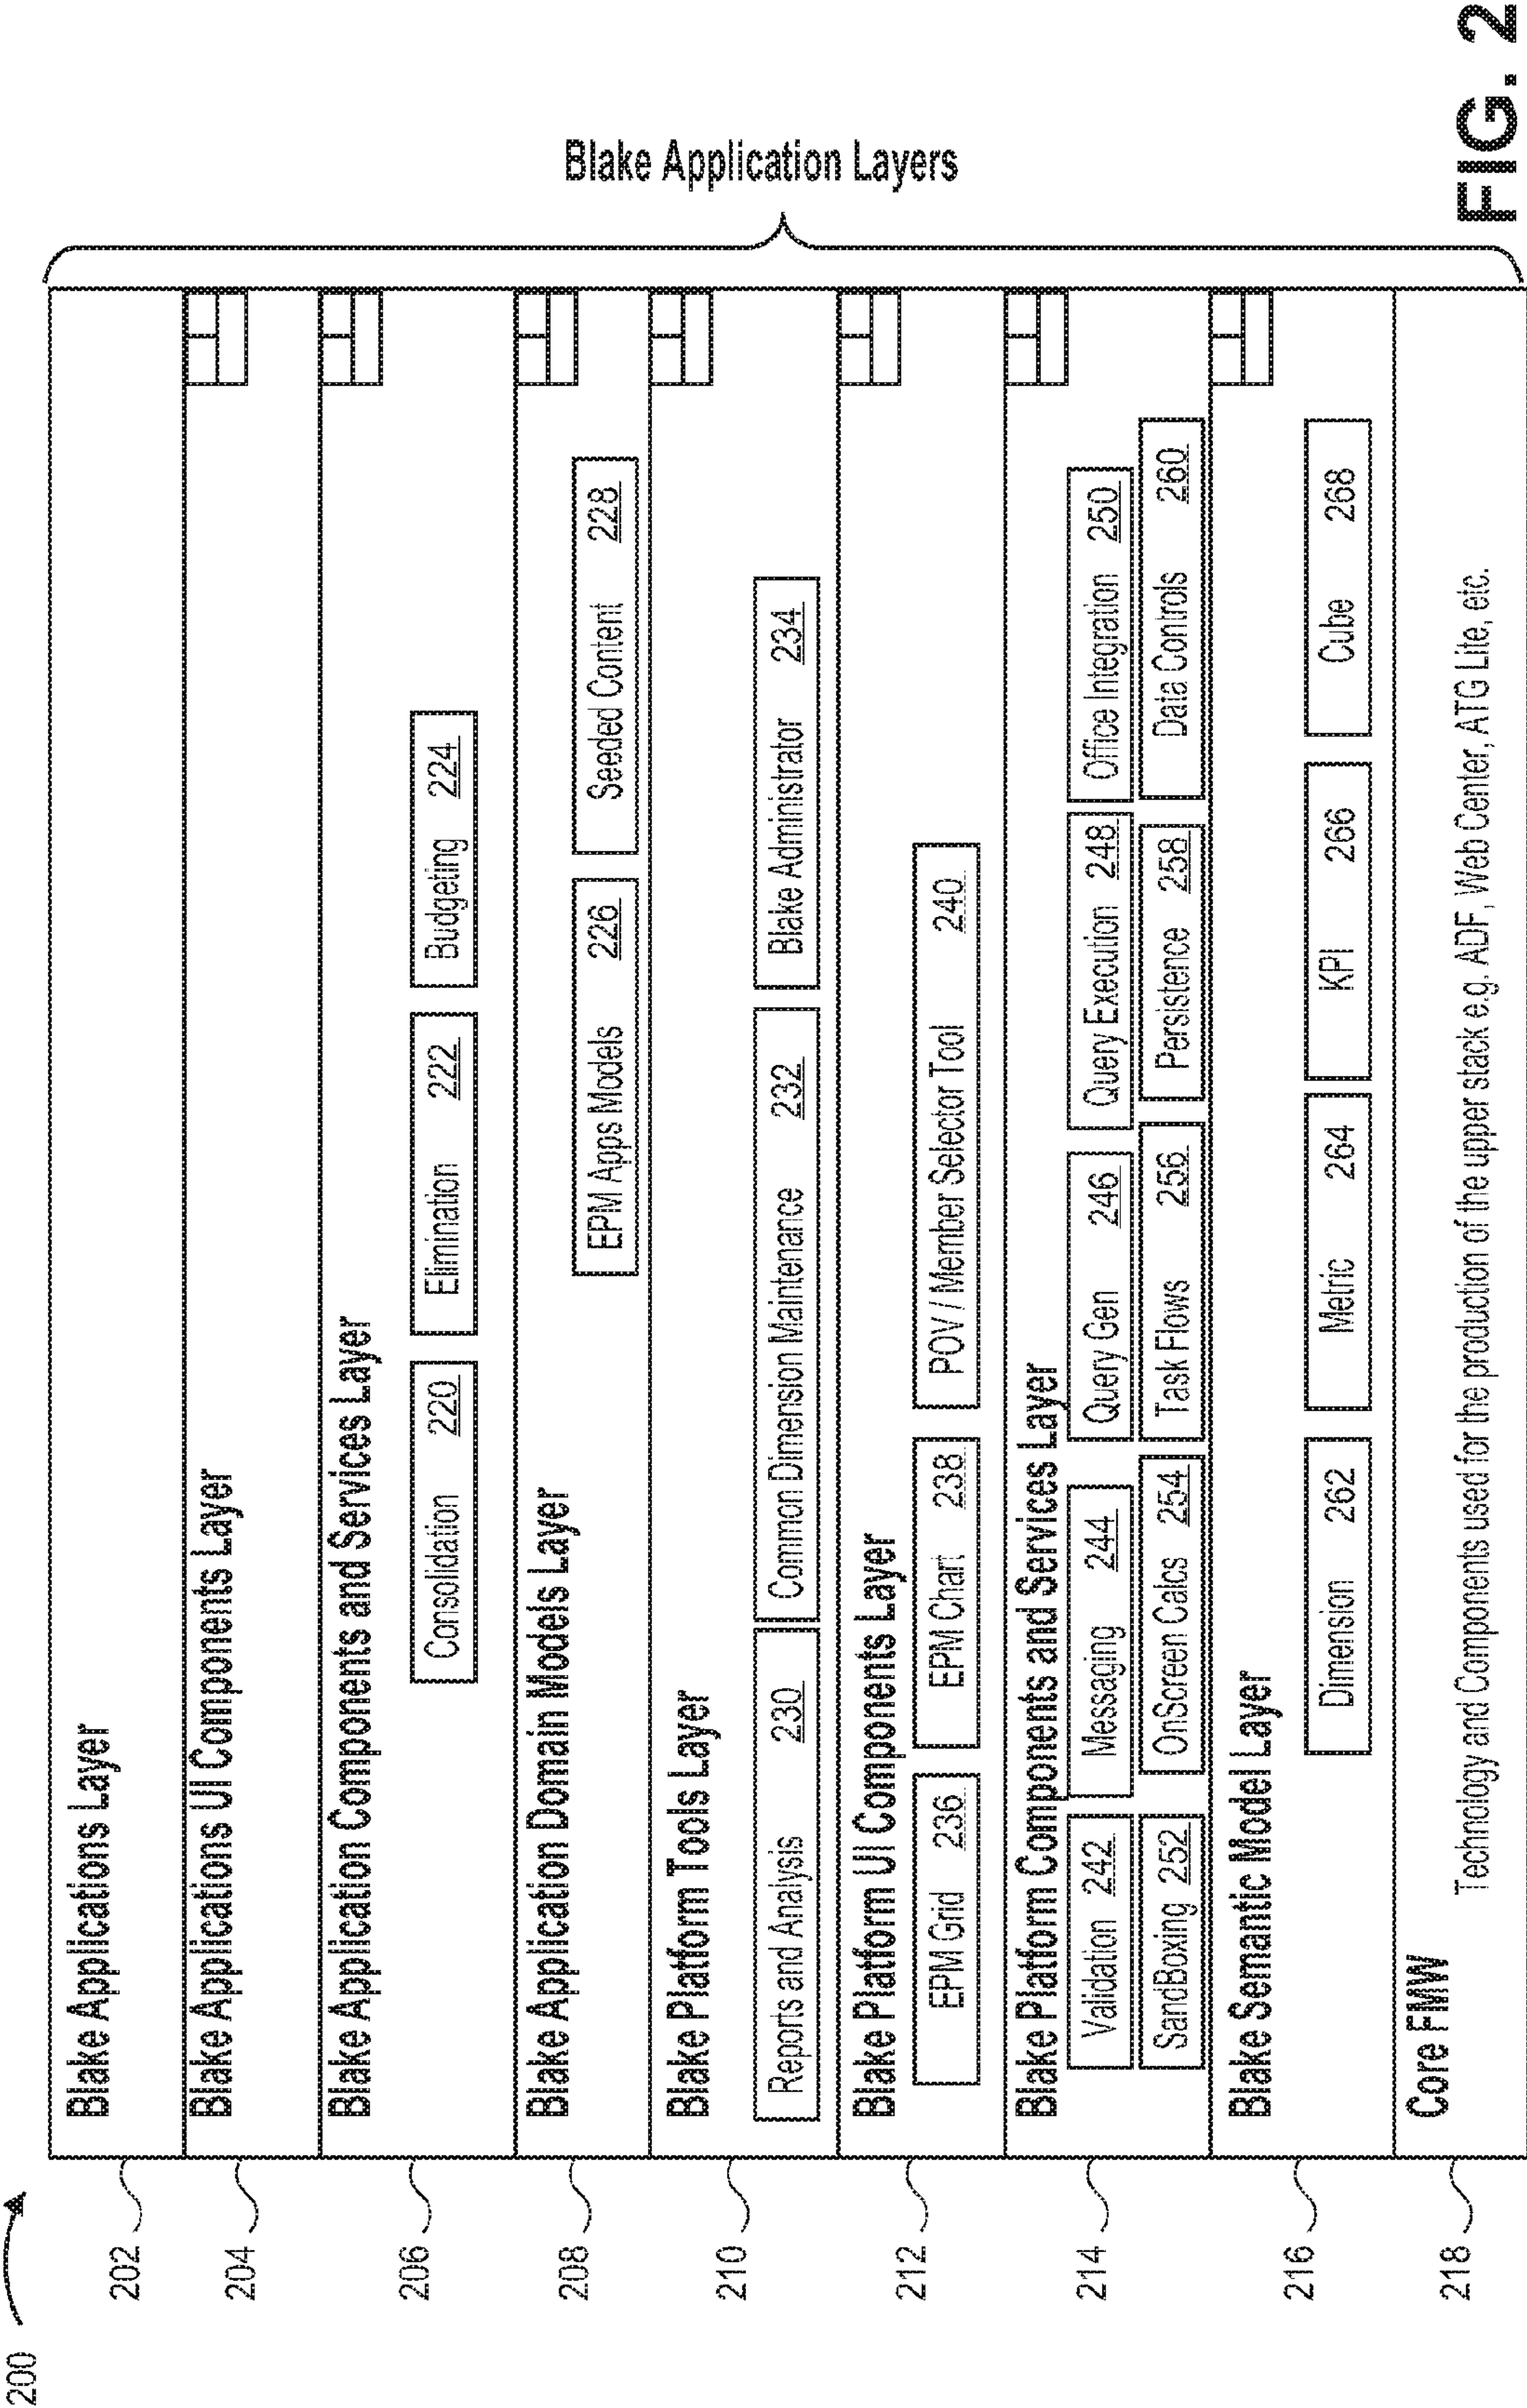 200
202
Blake Applications Layer
204
Blake Applications UI Components Layer
206
Blake Application Components and Services Layer
Consolidation 220
Elimination 222
Budgeting 224
208
Blake Application Domain Models Layer
EPM Apps Models 226
Seeded Content 228
210
Blake Platform Tools Layer
Reports and Analysis 230
Common Dimension Maintenance 232
Blake Administrator 234
212
Blake Platform UI Components Layer
EPM Grid 236
EPM Chart 238
POV / Member Selector Tool 240
214
Blake Platform Components and Services Layer
Validation 242
Messaging 244
Query Gen 246
Query Execution 248
Office Integration 250
SandBoxing 252
OnScreen Calcs 254
Task Flows 256
Persistence 258
Data Controls 260
216
Blake Semantic Model Layer
Dimension 262
Metric 264
KPI 266
Cube 268
218
Core FMW
Technology and Components used for the production of the upper stack e.g. ADF, Web Center, ATG Lite, etc.
Blake Application Layers
FIG. 2